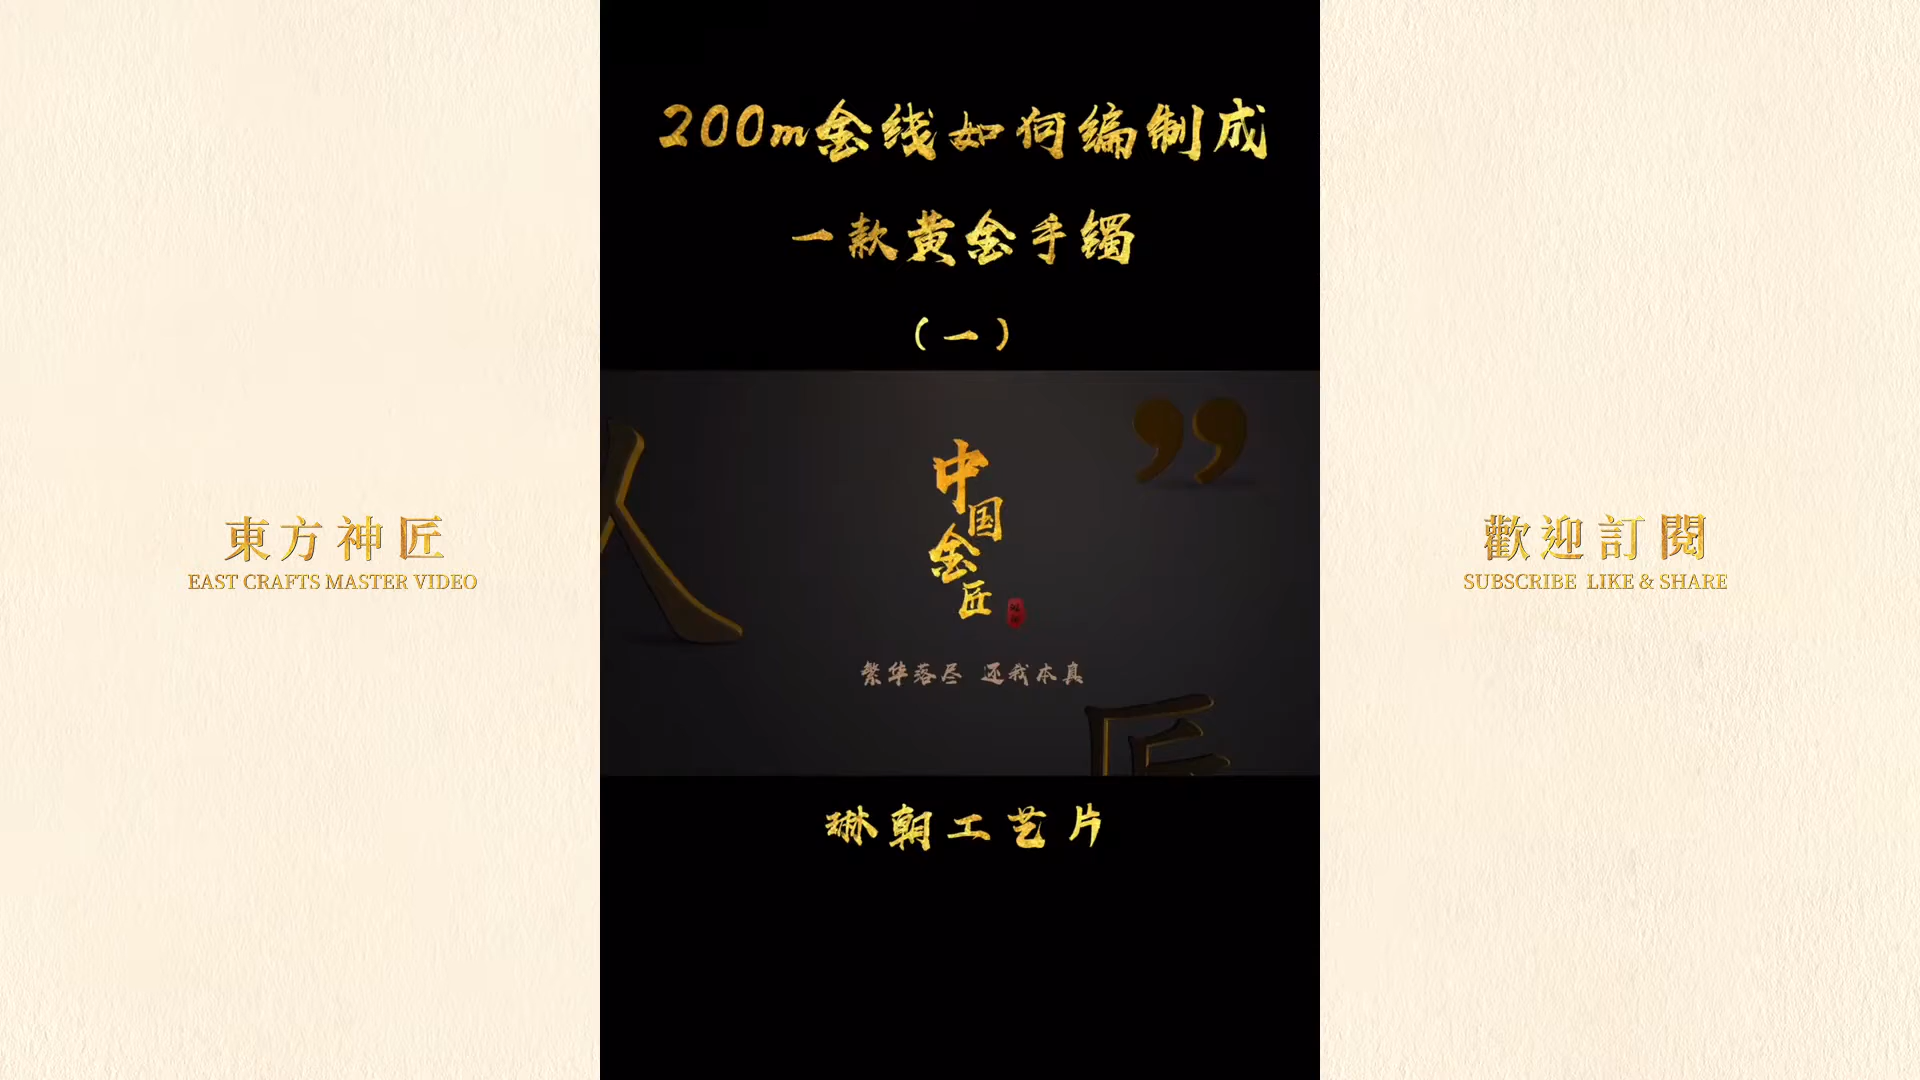 200m金线如何编制成
一款黄金手镯
（一）
人
”
中国金匠
繁华落尽 还我本真
匠
琳朝工艺片
東方神匠
EAST CRAFTS MASTER VIDEO
歡迎訂閱
SUBSCRIBE LIKE & SHARE